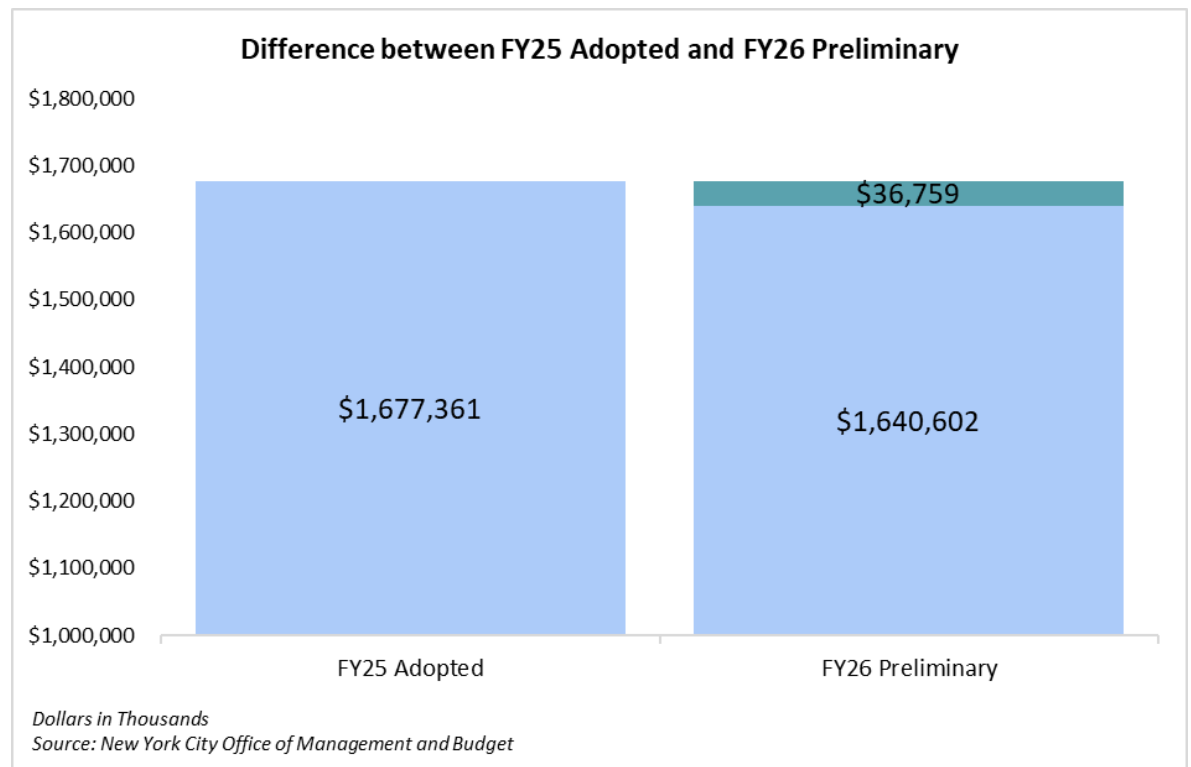 Difference between FY25 Adopted and FY26 Preliminary
$1,800,000
$1,700,000
$1,600,000
$1,500,000
$1,400,000
$1,300,000
$1,200,000
$1,100,000
$1,000,000
$1,677,361
$36,759
$1,640,602
FY25 Adopted
FY26 Preliminary
Dollars in Thousands
Source: New York City Office of Management and Budget